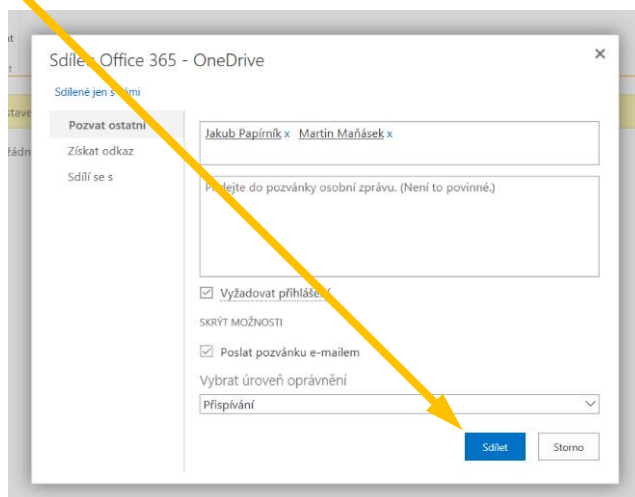 Sdílet Office 365 - OneDrive
Sdílené jen s vámi
Pozvat ostatní
Získat odkaz
Sdílí se s
Jakub Papírník x Martin Maňásek x
Přidejte do pozvánky osobní zprávu. (Není to povinné.)
Vyžadovat přihlášení
SKRÝT MOŽNOSTI
Poslat pozvánku e-mailem
Vybrat úroveň oprávnění
Přispívání
Sdílet Storno